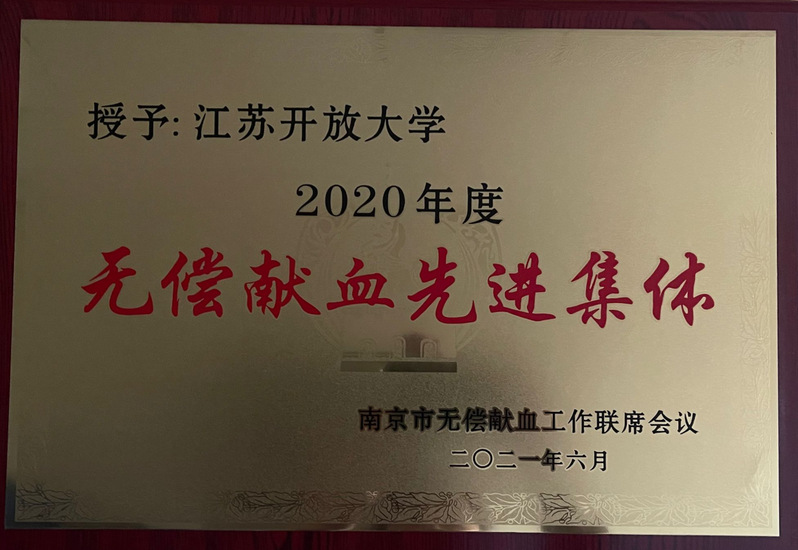 授予:江苏开放大学
2020年度
无偿献血先进集体
南京市无偿献血工作联席会议
二〇二一年六月